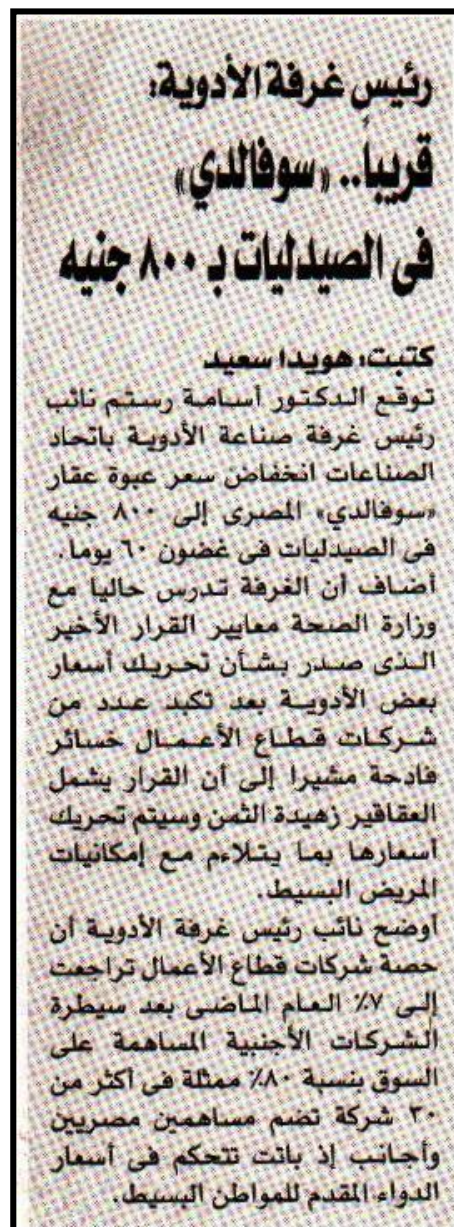 رئيس غرفة الأدوية:
قريباً.. «سوفالدي»
فى الصيدليات بـ ٨٠٠ جنيه
كتبت: هويدا سعيد
توقع الدكتور أسامة رستم نائب
رئيس غرفة صناعة الأدوية باتحاد
الصناعات انخفاض سعر عبوة عقار
«سوفالدي» المصرى إلى ٨٠٠ جنيه
فى الصيدليات فى غضون ٦٠ يوما.
أضاف أن الغرفة تدرس حاليا مع
وزارة الصحة معايير القرار الأخير
الذى صدر بشأن تحريك أسعار
بعض الأدوية بعد تكبد عدد من
شركات قطاع الأعمال خسائر
فادحة مشيرا إلى أن القرار يشمل
العقاقير زهيدة الثمن وسيتم تحريك
أسعارها بما يتلاءم مع إمكانيات
المريض البسيط.
أوضح نائب رئيس غرفة الأدوية أن
حصة شركات قطاع الأعمال تراجعت
إلى ٧٪ العام الماضى بعد سيطرة
الشركات الأجنبية المساهمة على
السوق بنسبة ٨٠٪ ممثلة فى أكثر من
٣٠ شركة تضم مساهمين مصريين
وأجانب إذ باتت تتحكم فى أسعار
الدواء المقدم للمواطن البسيط.